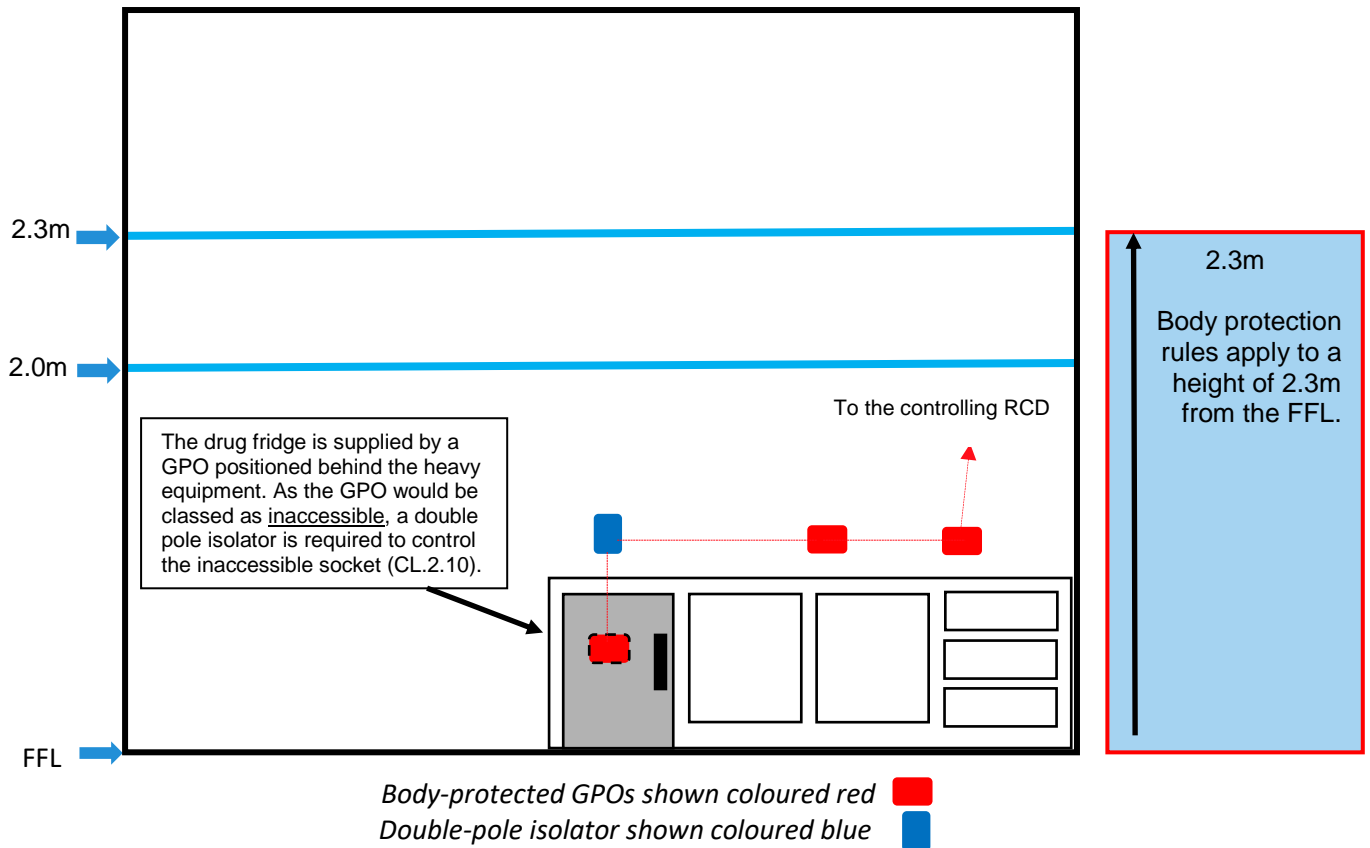 2.3m
2.0m
FFL
The drug fridge is supplied by a
GPO positioned behind the heavy
equipment. As the GPO would be
classed as inaccessible, a double
pole isolator is required to control
the inaccessible socket (CL.2.10).
To the controlling RCD
2.3m
Body protection
rules apply to a
height of 2.3m
from the FFL.
Body-protected GPOs shown coloured red
Double-pole isolator shown coloured blue